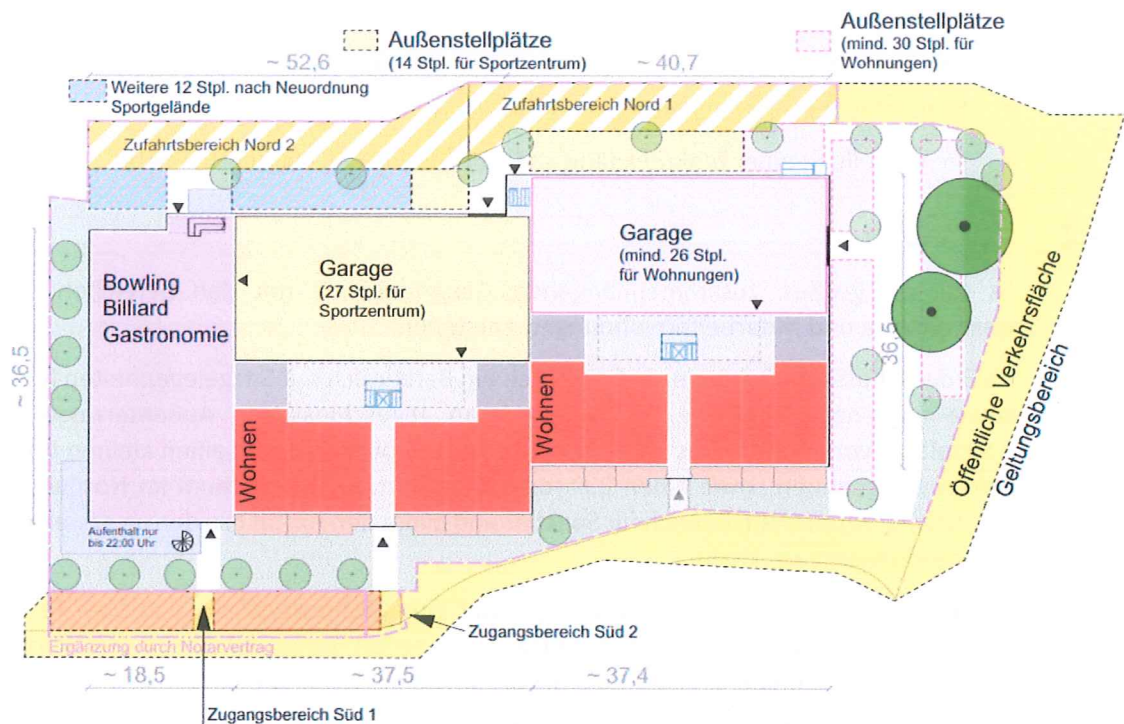 Außenstellplätze
(14 Stpl. für Sportzentrum)
Außenstellplätze
(mind. 30 Stpl. für
Wohnungen)
~ 52,6
~ 40,7
Weitere 12 Stpl. nach Neuordnung
Sportgelände
Zufahrtsbereich Nord 1
Zufahrtsbereich Nord 2
Bowling
Billiard
Gastronomie
Garage
(27 Stpl. für
Sportzentrum)
Garage
(mind. 26 Stpl.
für Wohnungen)
~ 36,5
36,5
Wohnen
Wohnen
Öffentliche Verkehrsfläche
Geltungsbereich
Aufenthalt nur
bis 22:00 Uhr
Zugangsbereich Süd 2
Ergänzung durch Notarvertrag
~ 18,5
~ 37,5
~ 37,4
Zugangsbereich Süd 1